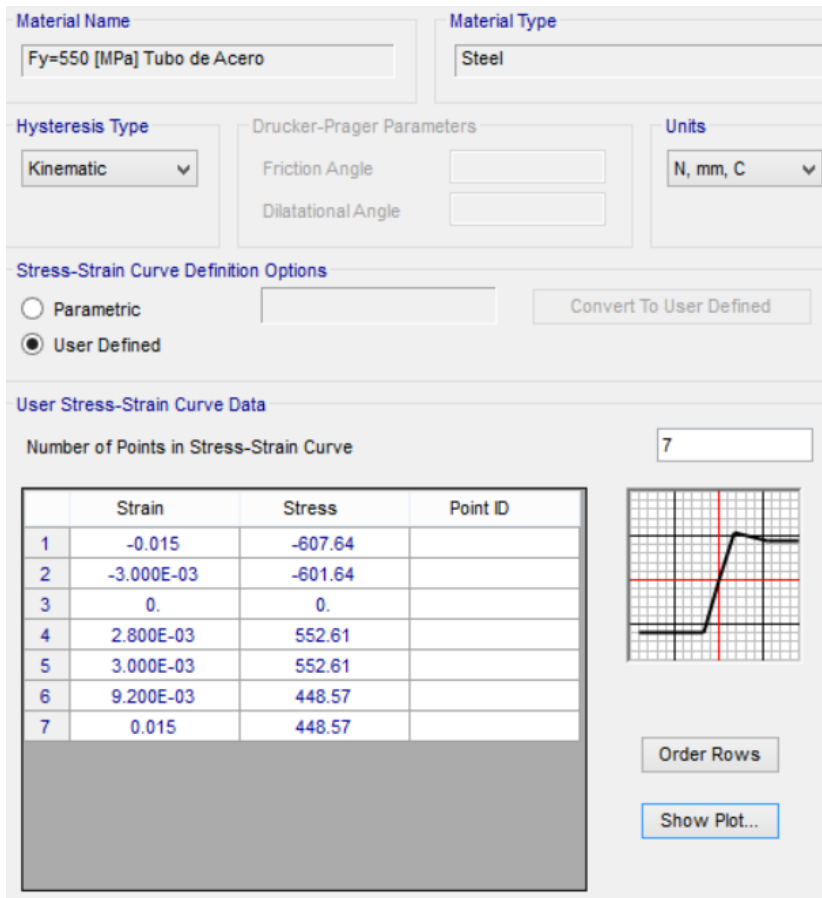 Material Name
Material Type
Fy=550 [MPa] Tubo de Acero
Steel
Hysteresis Type
Drucker-Prager Parameters
Units
Kinematic
Friction Angle
N, mm, C
Dilatational Angle
Stress-Strain Curve Definition Options
Parametric
Convert To User Defined
User Defined
User Stress-Strain Curve Data
Number of Points in Stress-Strain Curve
7
Strain Stress Point ID
1 -0.015 -607.64
2 -3.000E-03 -601.64
3 0. 0.
4 2.800E-03 552.61
5 3.000E-03 552.61
6 9.200E-03 448.57
7 0.015 448.57
Order Rows
Show Plot...